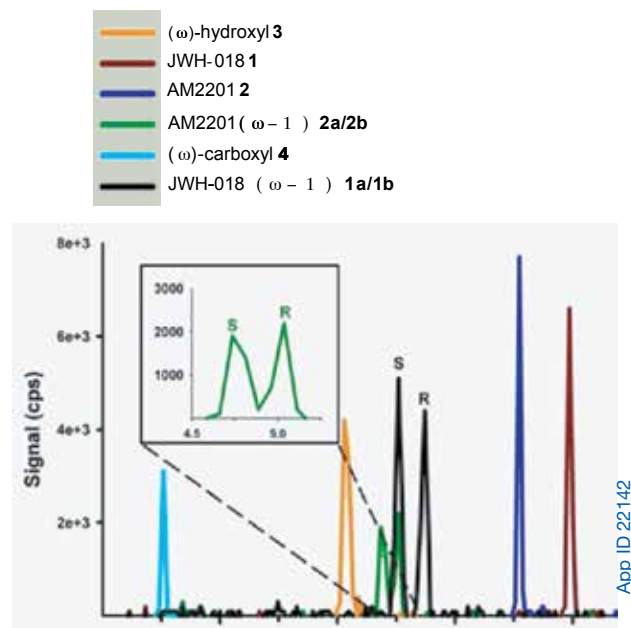 (ω)-hydroxyl 3
JWH-018 1
AM2201 2
AM2201 ( ω – 1 ) 2a/2b
( ω)-carboxyl 4
JWH-018 ( ω – 1 ) 1a/1b
8e+3
6e+3
4e+3
2e+3
Signal (cps)
3000
2000
1000
S
R
4.5
5.0
S
R
App ID 22142